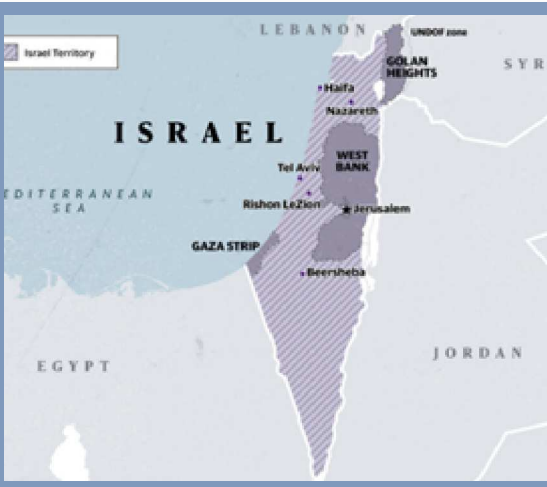 LEBANON
UNDOF zone
Israel Territory
GOLAN
HEIGHTS
SYR
Haifa
Nazareth
ISRAEL
WEST
BANK
Tel Aviv
EDITERRANEAN
SEA
Rishon LeZion
Jerusalem
GAZA STRIP
Beersheba
JORDAN
EGYPT